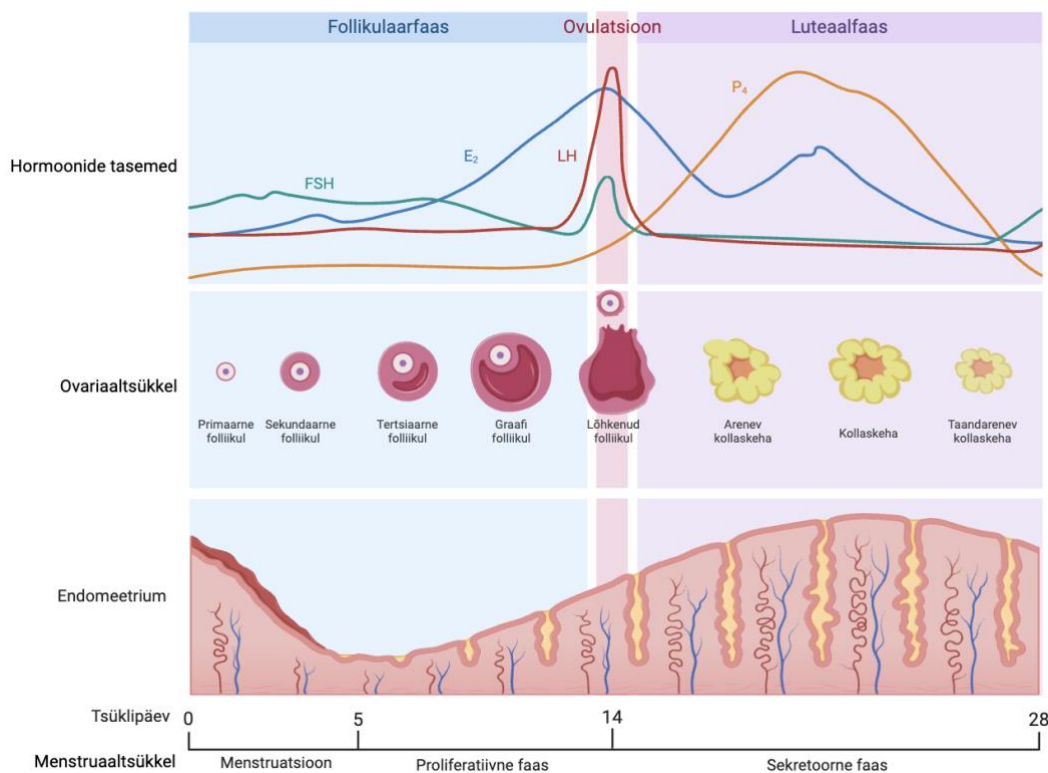 Follikulaarfaas
Ovulatsioon
Luteaalfaas
Hormoonide tasemed
FSH
E₂
LH
P₄
Ovariaaltsükkel
Primaarne
folliikul
Sekundaarne
folliikul
Tertsiaarne
folliikul
Graafi
folliikul
Lõhkenud
folliikul
Arenev
kollaskeha
Kollaskeha
Taandarenev
kollaskeha
Endomeetrium
Tsüklipäev
0
5
14
28
Menstruaaltsükkel
Menstruatsioon
Proliferatiivne faas
Sekretoorne faas